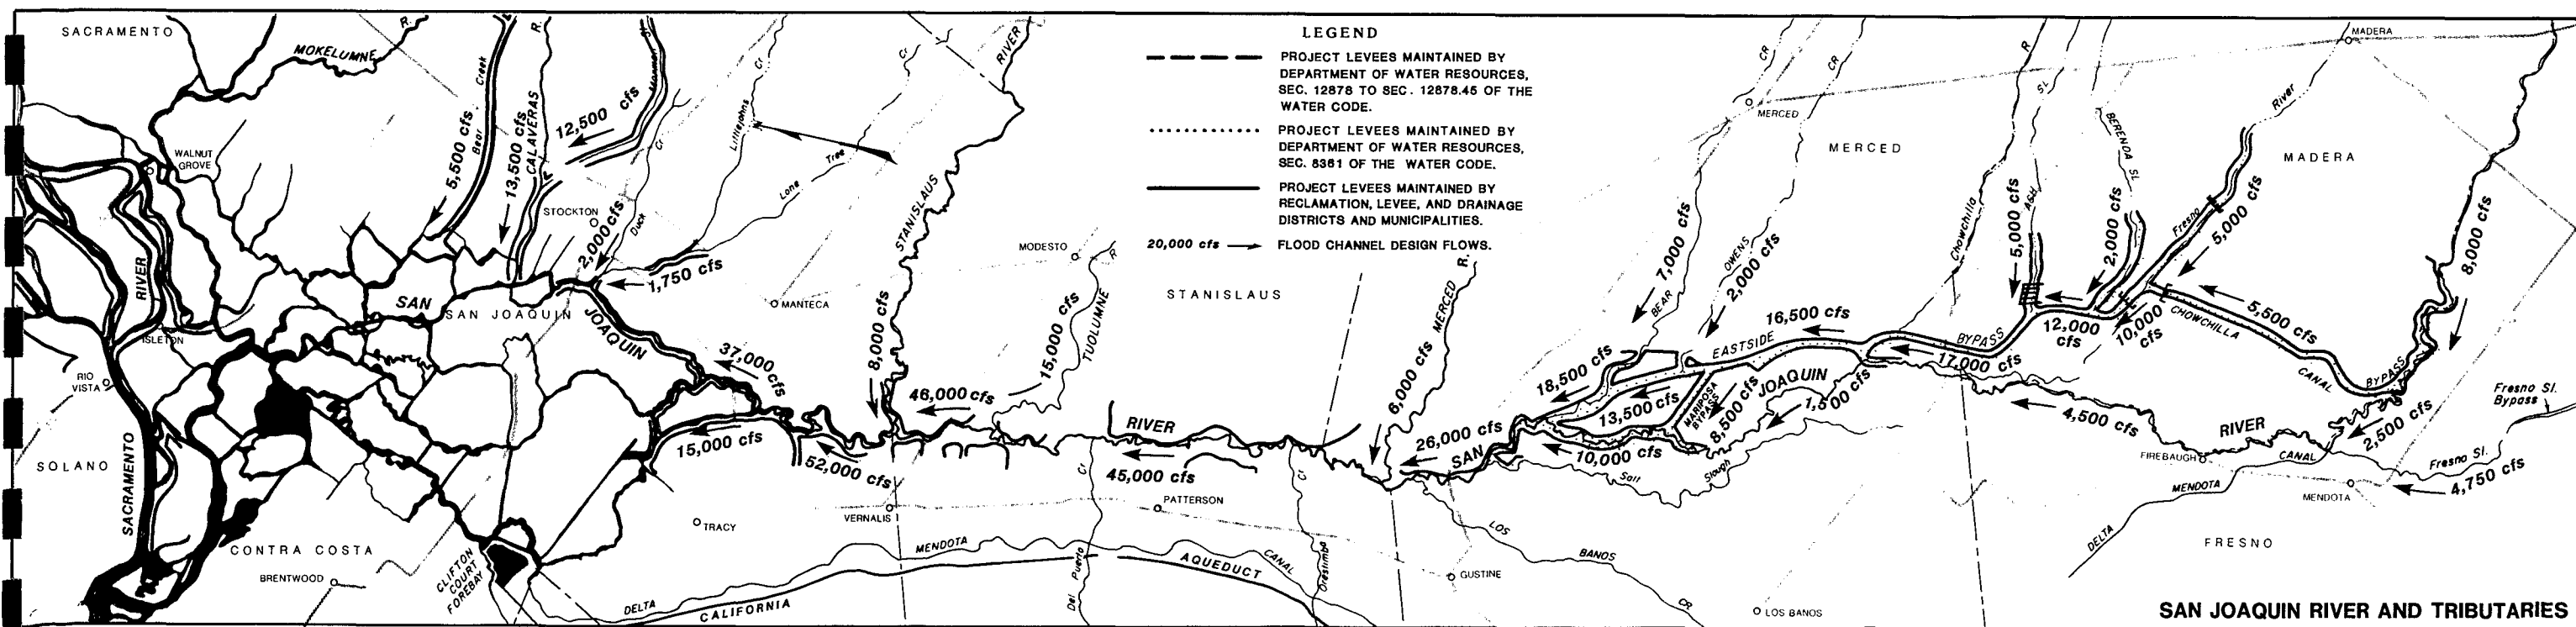 SACRAMENTO
MOKELUMNE
R.
WALNUT
GROVE
5,500 cfs
Bear Creek
13,500 cfs
CALAVERAS
R.
12,500 cfs
STOCKTON
2,000 cfs
Duck
Cr
Littlejohns
Cr
Lone Tree
Cr
1,750 cfs
MANTECA
STANISLAUS
RIVER
8,000 cfs
MODESTO
TUOLUMNE
R
15,000 cfs
LEGEND
PROJECT LEVEES MAINTAINED BY
DEPARTMENT OF WATER RESOURCES,
SEC. 12878 TO SEC. 12878.45 OF THE
WATER CODE.
PROJECT LEVEES MAINTAINED BY
DEPARTMENT OF WATER RESOURCES,
SEC. 8361 OF THE WATER CODE.
PROJECT LEVEES MAINTAINED BY
RECLAMATION, LEVEE, AND DRAINAGE
DISTRICTS AND MUNICIPALITIES.
20,000 cfs FLOOD CHANNEL DESIGN FLOWS.
STANISLAUS
MERCED
R.
6,000 cfs
MERCED
CR
CR
MERCED
7,000 cfs
BEAR
OWENS
2,000 cfs
Chowchilla
R
5,000 cfs
ASH
SL
BERENDA SL
2,000 cfs
Fresno
River
5,000 cfs
MADERA
MADERA
8,000 cfs
RIVER
ISLETON
SAN
SAN JOAQUIN
JOAQUIN
37,000 cfs
46,000 cfs
RIO
VISTA
SACRAMENTO
SOLANO
15,000 cfs
52,000 cfs
RIVER
45,000 cfs
26,000 cfs
SAN
18,500 cfs
13,500 cfs
10,000 cfs
MARIPOSA
BYPASS
8,500 cfs
JOAQUIN
1,500 cfs
EASTSIDE
BYPASS
16,500 cfs
17,000 cfs
12,000
cfs
10,000
cfs
5,500 cfs
CHOWCHILLA
CANAL
BYPASS
4,500 cfs
RIVER
2,500 cfs
Fresno Sl.
Bypass
Fresno Sl.
4,750 cfs
FIREBAUGH
CANAL
MENDOTA
DELTA
MENDOTA
FRESNO
Salt
Slough
TRACY
VERNALIS
PATTERSON
CONTRA COSTA
BRENTWOOD
CLIFTON
COURT
FOREBAY
DELTA
MENDOTA
CANAL
CALIFORNIA
AQUEDUCT
Del Puerto
Cr
Orestimba
Cr
GUSTINE
LOS
BANOS
CR
LOS BANOS
SAN JOAQUIN RIVER AND TRIBUTARIES